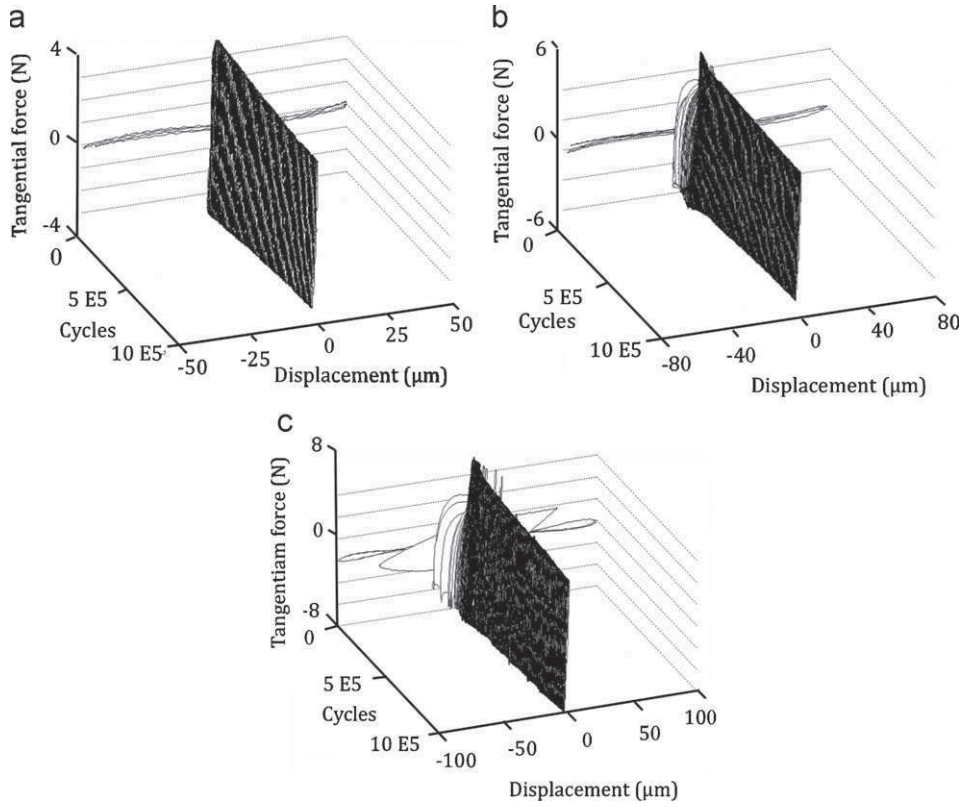 a
Tangential force (N)
4
0
-4
0
5 E5
Cycles
10 E5
-50
-25
0
25
50
Displacement (µm)
b
Tangential force (N)
6
0
-6
0
5 E5
Cycles
10 E5
-80
-40
0
40
80
Displacement (µm)
c
Tangentiam force (N)
8
0
-8
0
5 E5
Cycles
10 E5
-100
-50
0
50
100
Displacement (µm)